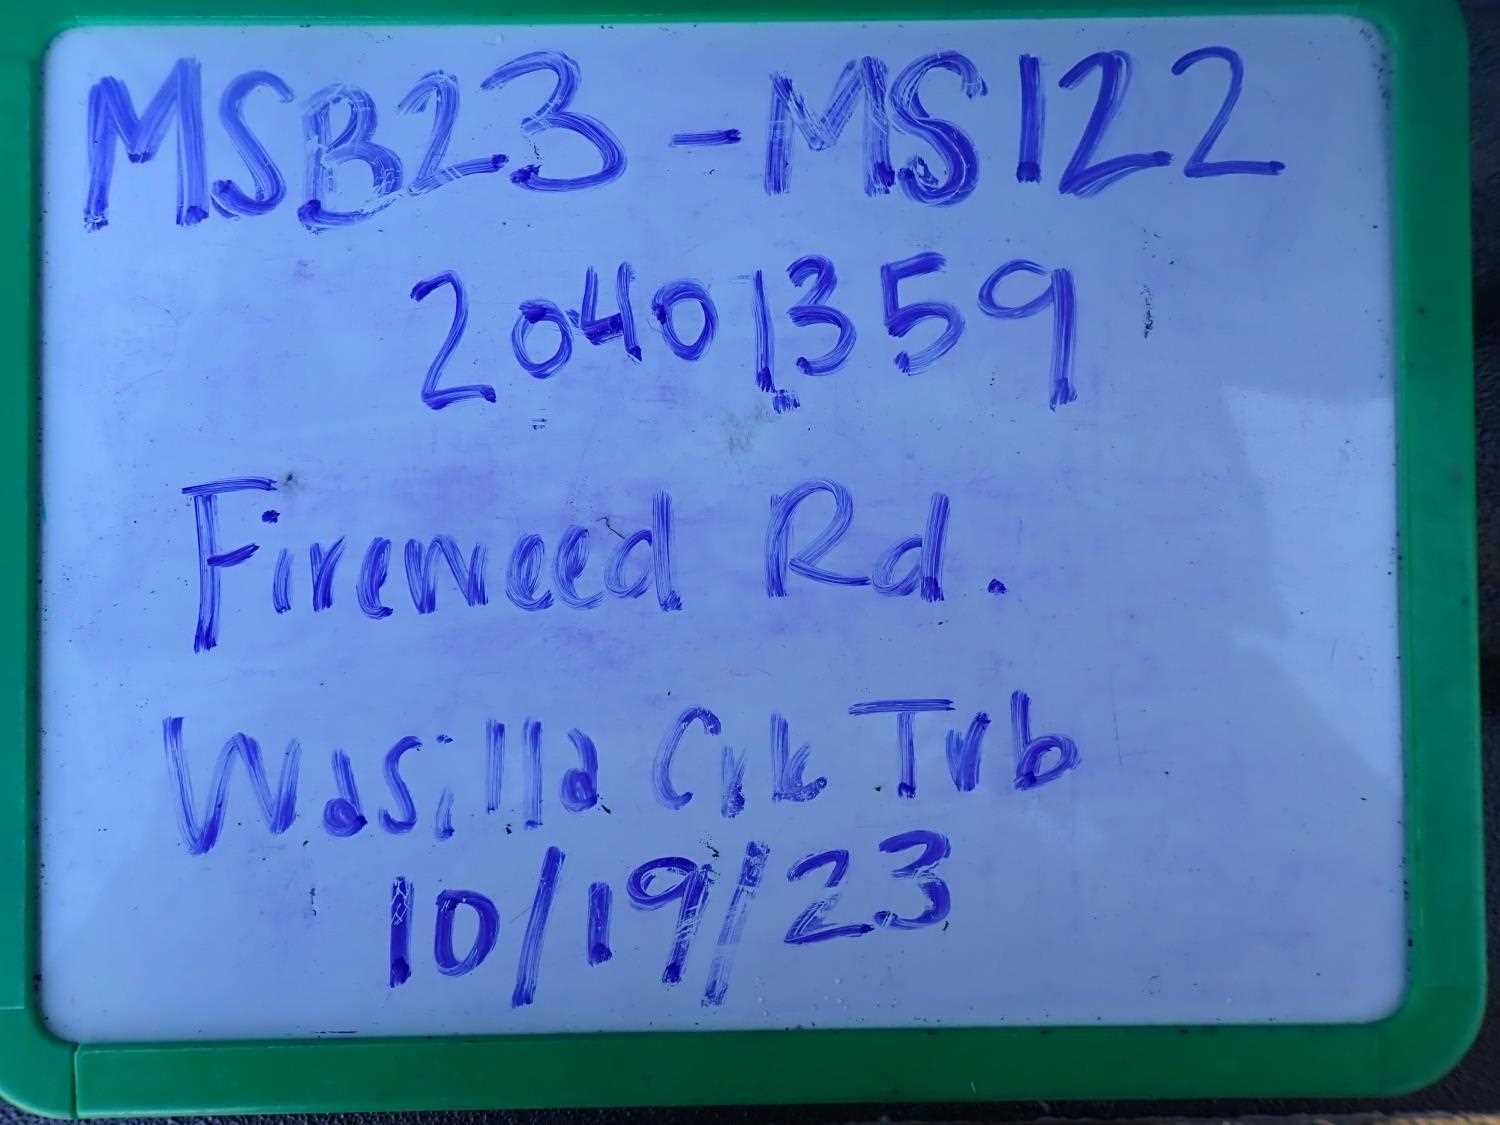 MSB23-MS122
20401359
Fireweed Rd.
Wasilla Crk Trb
10/19/23